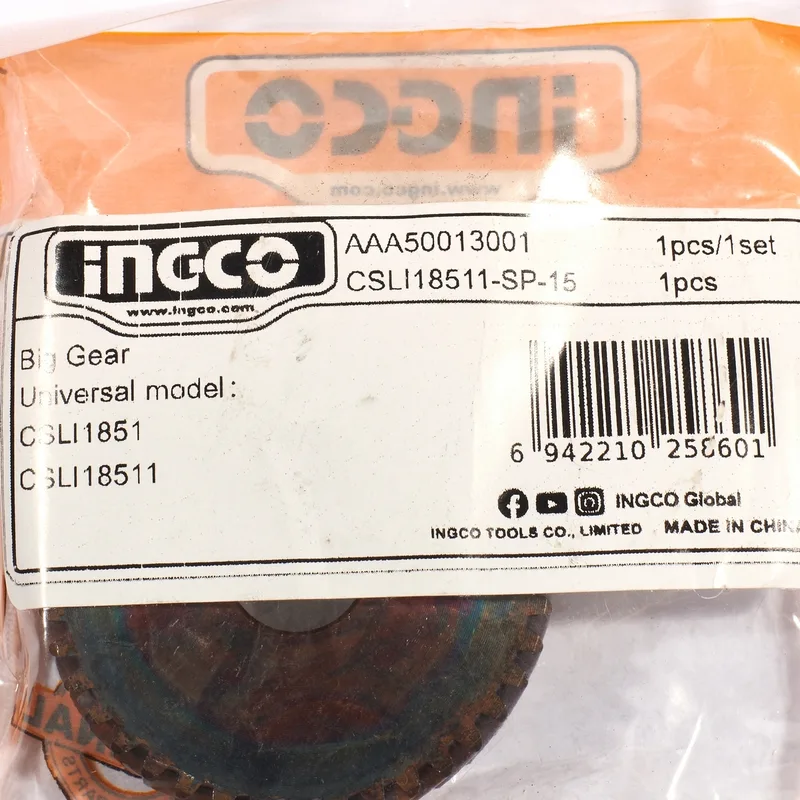 INGCO
www.ingco.com
INGCO
www.ingco.com
AAA50013001 1pcs/1set
CSLI18511-SP-15 1pcs
Big Gear
Universal model:
CSLI1851
CSLI18511
6 942210 258601
INGCO Global
INGCO TOOLS CO., LIMITED MADE IN CHINA